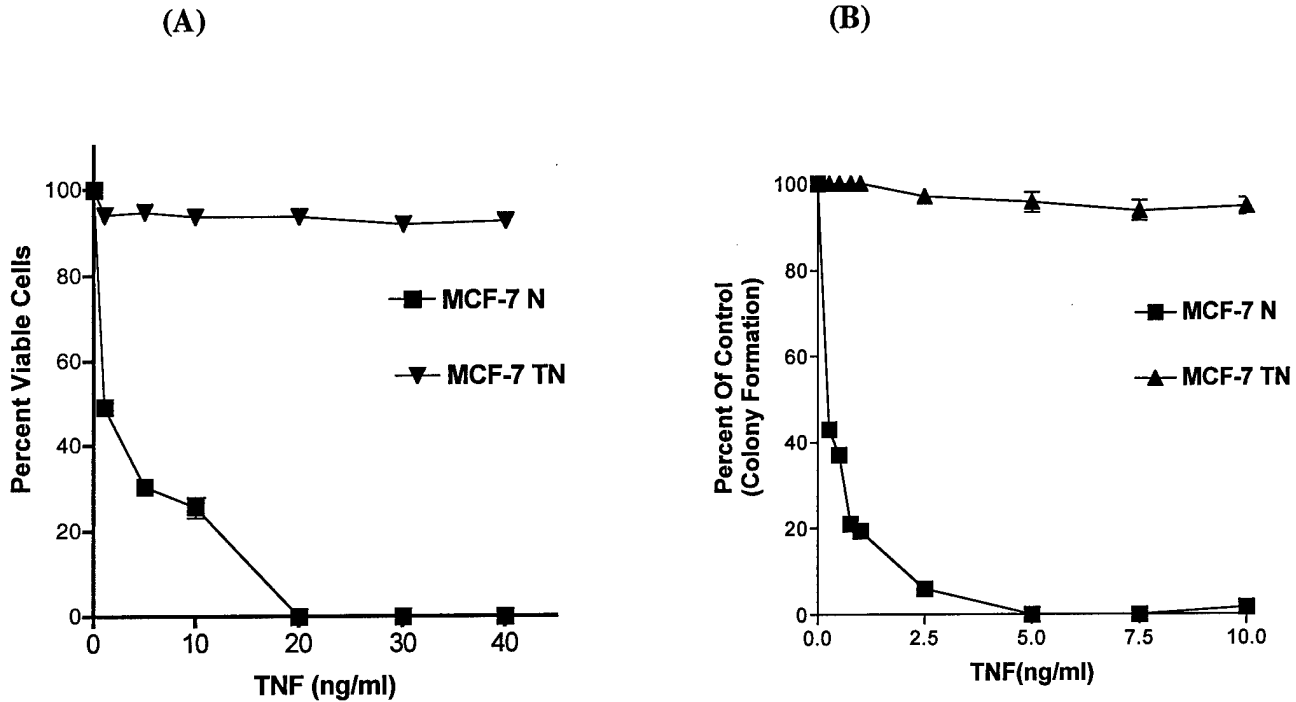 (A)
100
80
60
40
20
0
0 10 20 30 40
Percent Viable Cells
TNF (ng/ml)
MCF-7 N
MCF-7 TN
(B)
100
80
60
40
20
0
0.0 2.5 5.0 7.5 10.0
Percent Of Control
(Colony Formation)
TNF(ng/ml)
MCF-7 N
MCF-7 TN